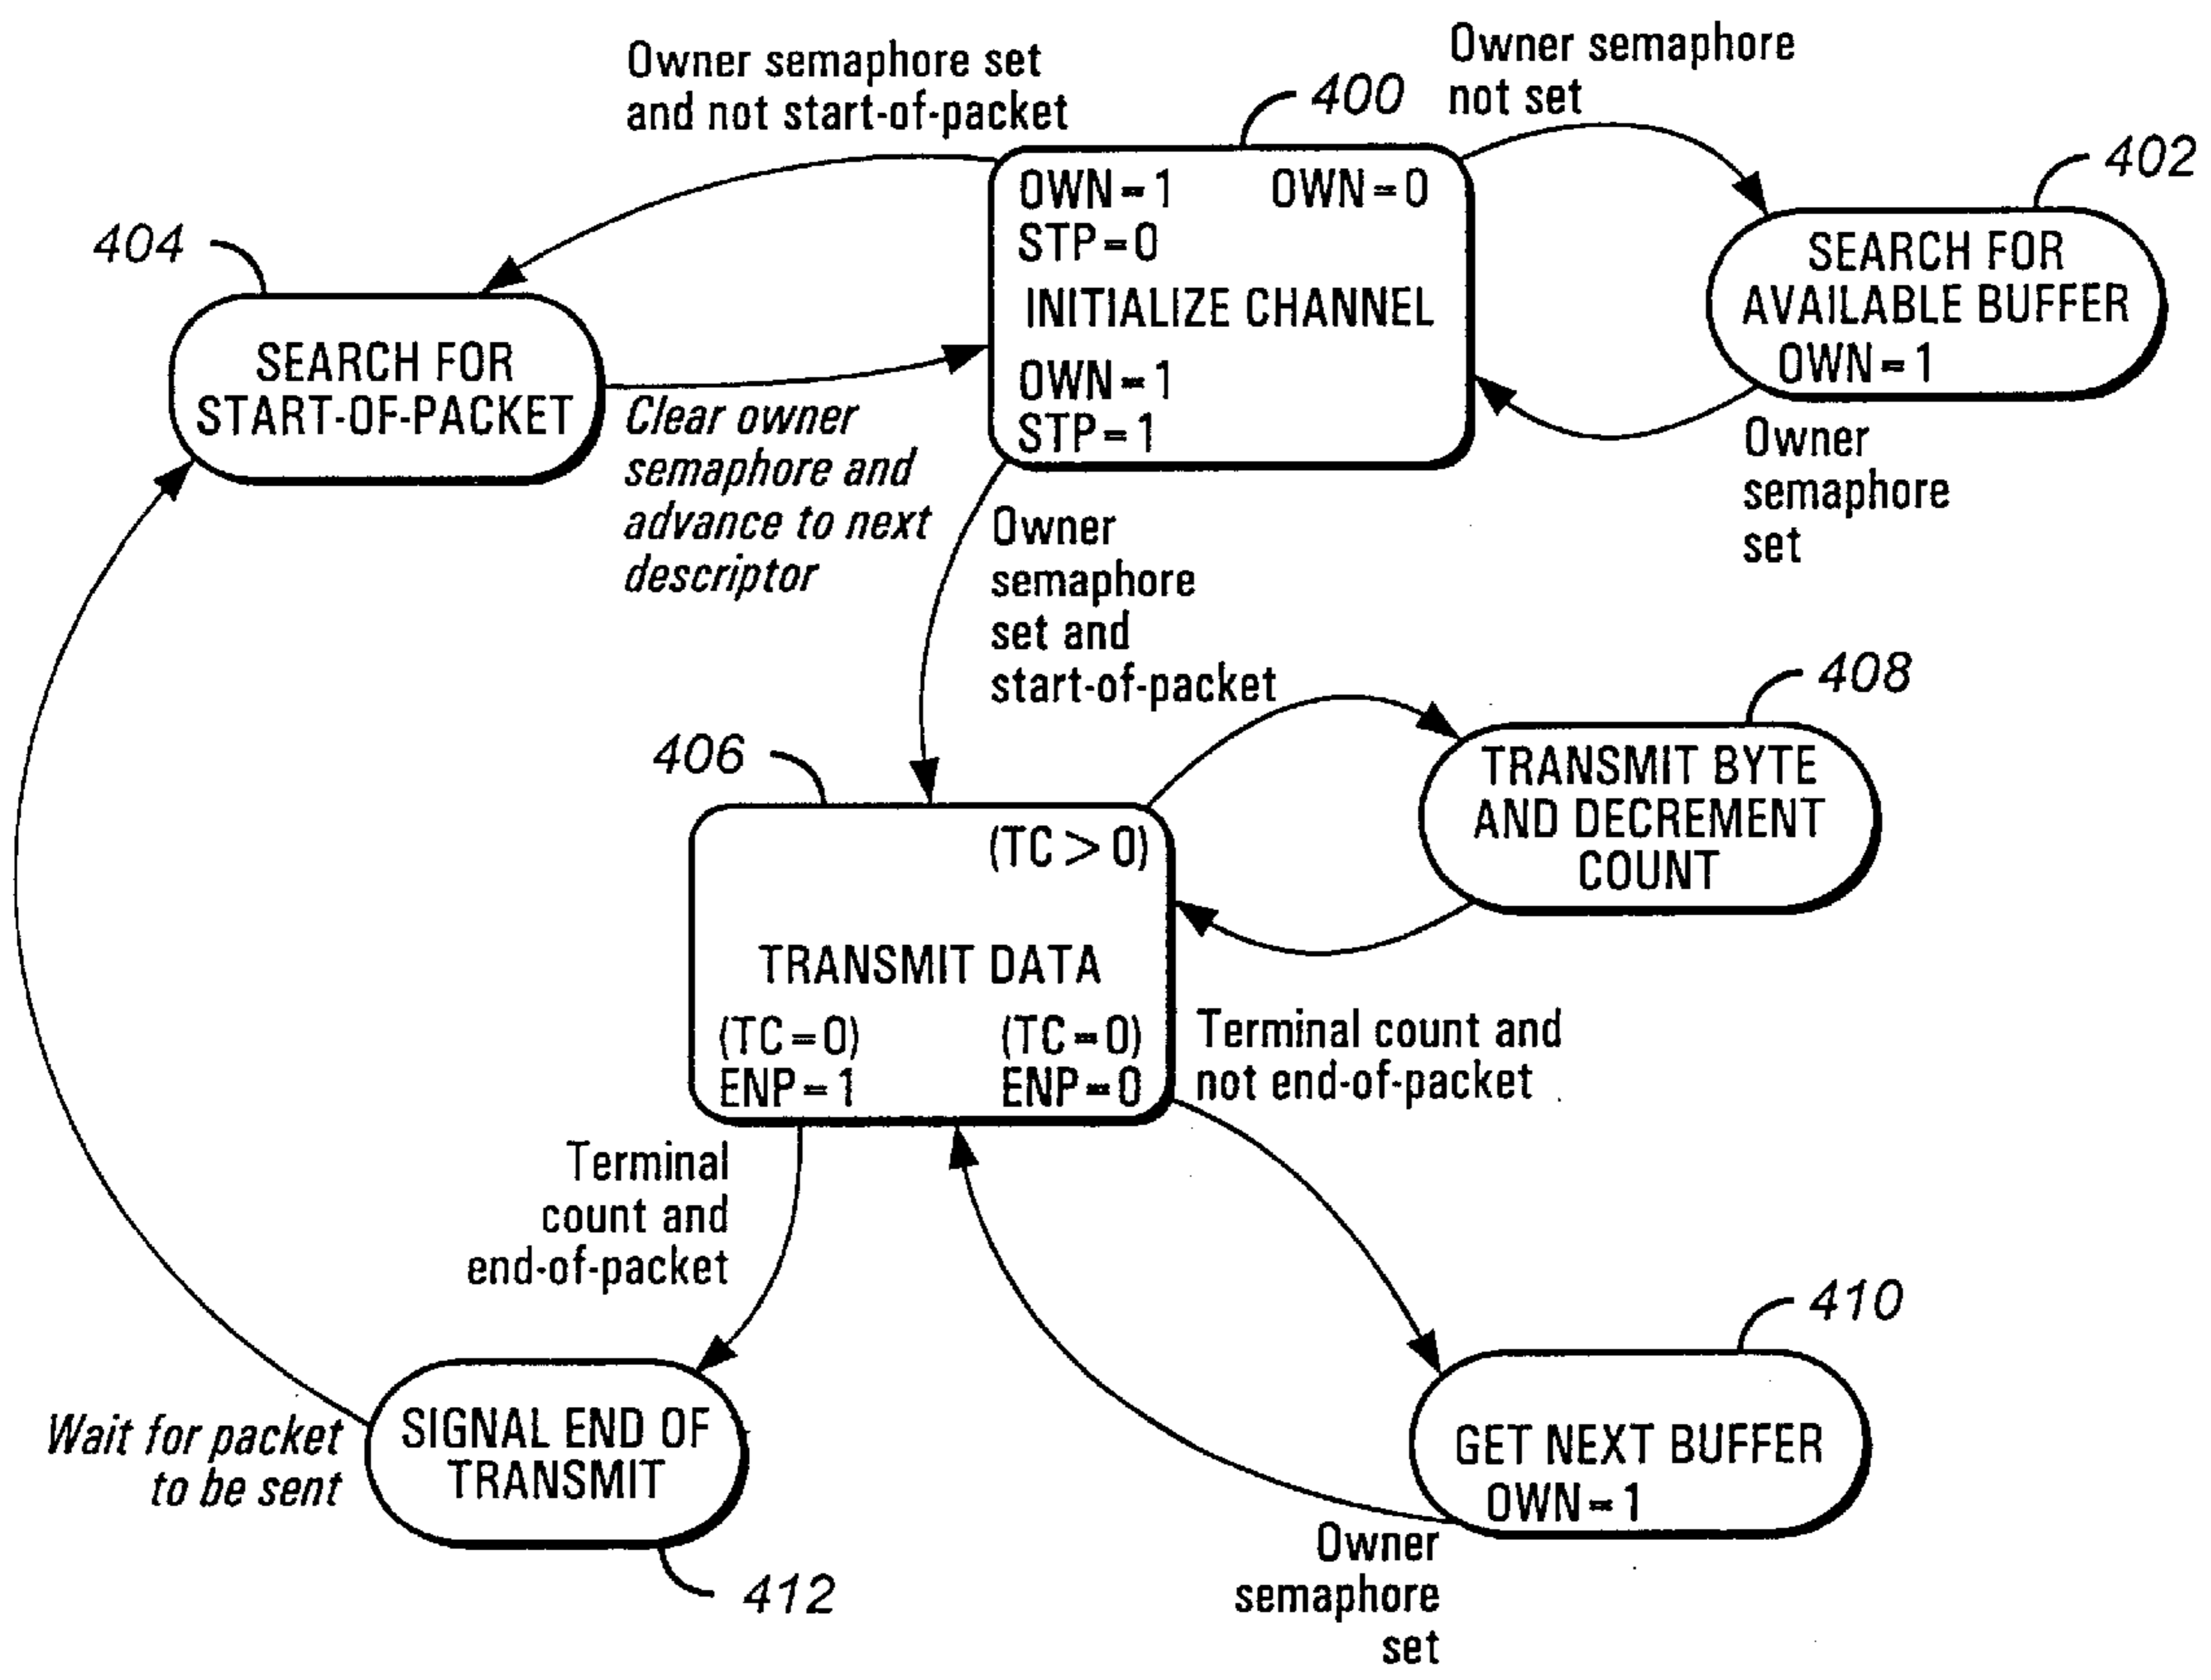 Owner semaphore set
and not start-of-packet
400
Owner semaphore
not set
402
404
OWN=1 OWN=0
STP=0
INITIALIZE CHANNEL
OWN=1
STP=1
SEARCH FOR
AVAILABLE BUFFER
OWN=1
SEARCH FOR
START-OF-PACKET
Clear owner
semaphore and
advance to next
descriptor
Owner
semaphore
set
Owner
semaphore
set and
start-of-packet
408
406
TRANSMIT BYTE
AND DECREMENT
COUNT
(TC > 0)
TRANSMIT DATA
(TC=0) (TC=0)
ENP=1 ENP=0
Terminal count and
not end-of-packet
Terminal
count and
end-of-packet
410
Wait for packet
to be sent
SIGNAL END OF
TRANSMIT
GET NEXT BUFFER
OWN=1
412
Owner
semaphore
set